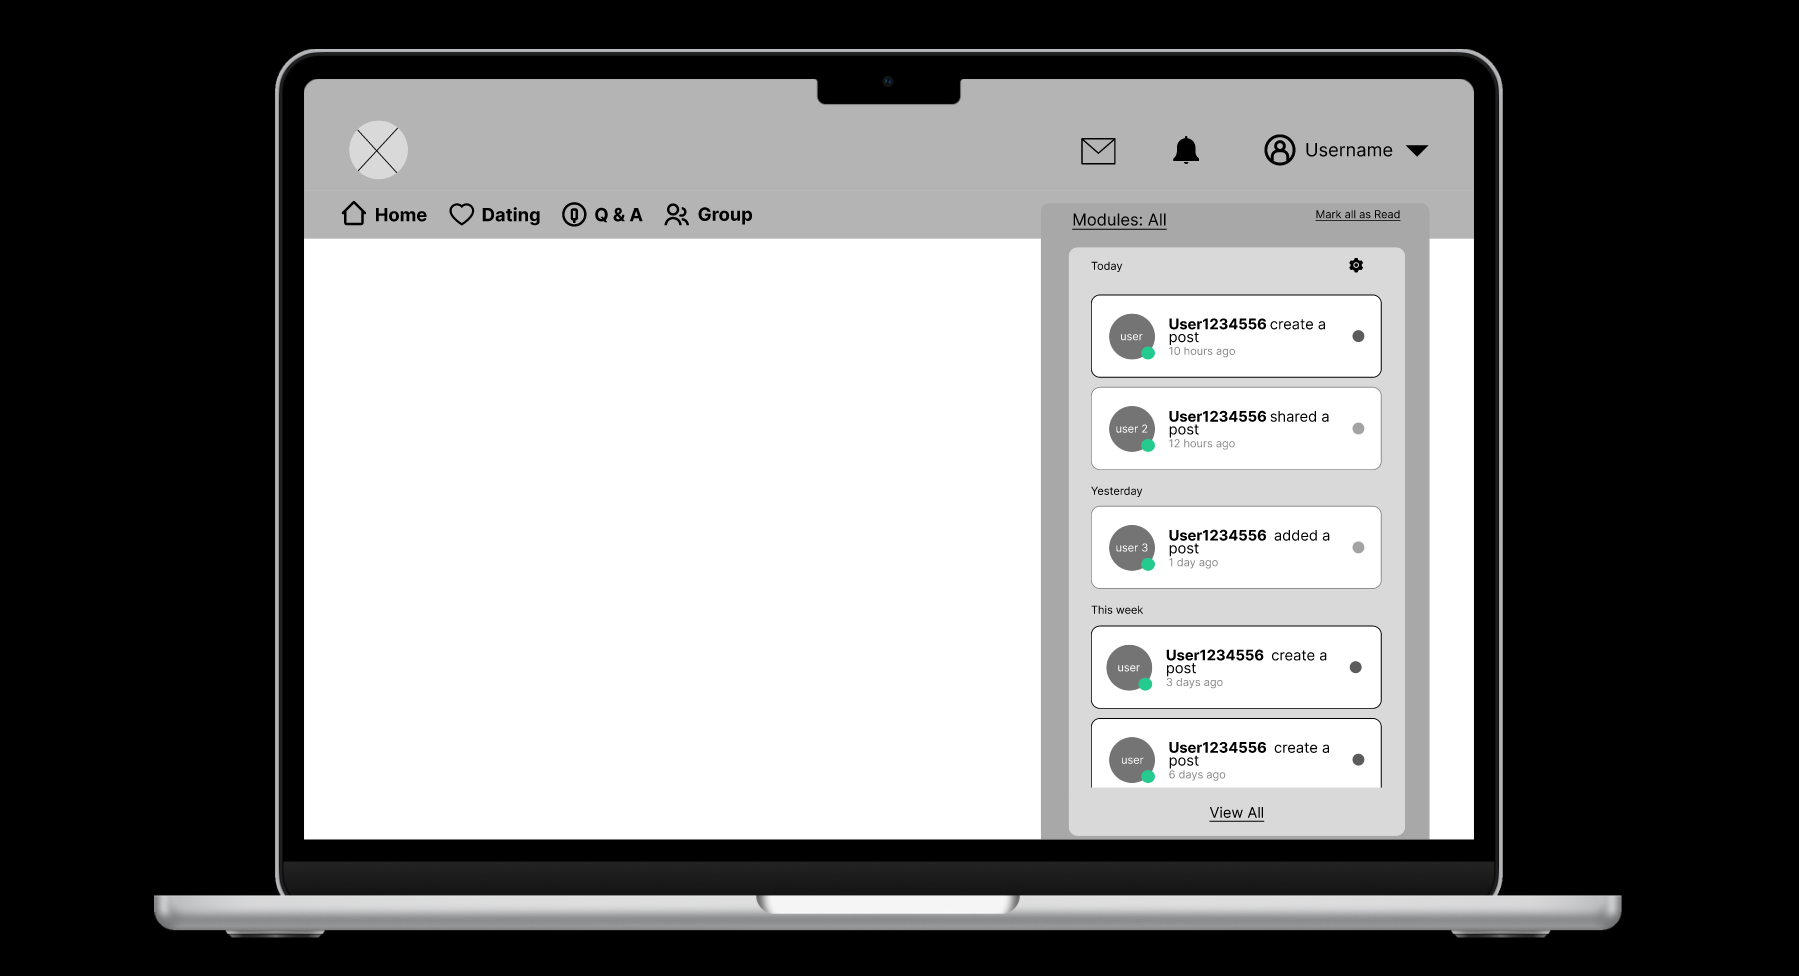 Username
Home Dating Q & A Group
Modules: All
Mark all as Read
Today
user
User1234556 create a
post
10 hours ago
user 2
User1234556 shared a
post
12 hours ago
Yesterday
user 3
User1234556 added a
post
1 day ago
This week
user
User1234556 create a
post
3 days ago
user
User1234556 create a
post
6 days ago
View All